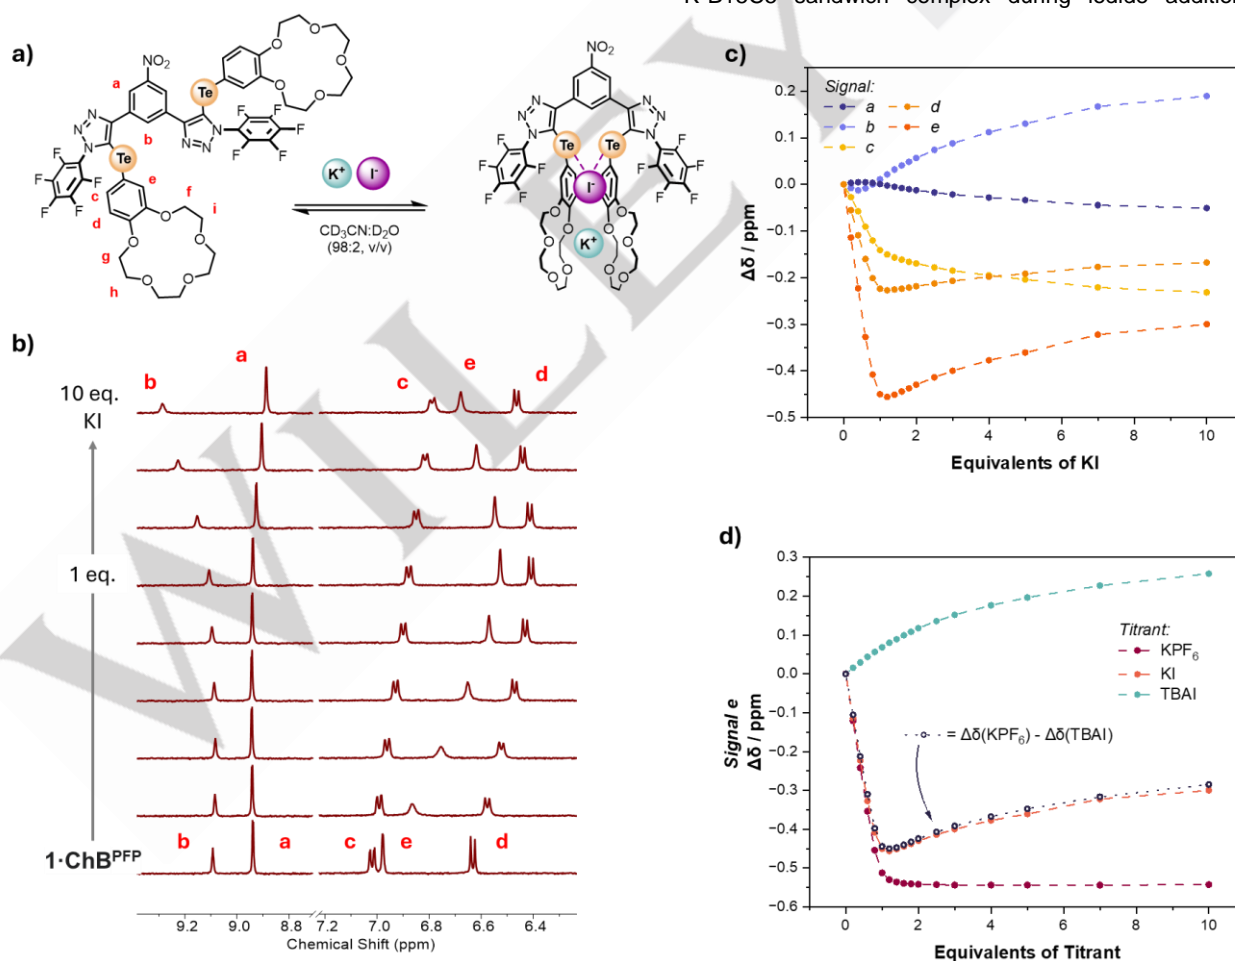 K-B15C5 sandwich complex during iodide addition
a)
NO2
a
b
Te
N
N
N
N
N
N
F
F
F
F
F
Te
F
F
F
F
F
O
O
O
O
O
c
d
e
f
g
h
i
O
O
O
O
O
K+ I-
CD3CN:D2O
(98:2, v/v)
NO2
N
N
N
N
N
N
Te
Te
F
F
F
F
F
F
F
F
F
F
I-
K+
O
O
O
O
O
O
O
O
O
O
b)
10 eq.
KI
1 eq.
1·ChBPFP
b a c e d
b a c e d
9.2 9.0 8.8 7.2 7.0 6.8 6.6 6.4
Chemical Shift (ppm)
c)
Signal:
a d
b e
c
0.2
0.1
0.0
−0.1
−0.2
−0.3
−0.4
−0.5
Δδ / ppm
0 2 4 6 8 10
Equivalents of KI
d)
0.3
0.2
0.1
0.0
−0.1
−0.2
−0.3
−0.4
−0.5
−0.6
Signal e
Δδ / ppm
Titrant:
KPF6
KI
TBAI
= Δδ(KPF6) - Δδ(TBAI)
0 2 4 6 8 10
Equivalents of Titrant
WILEY